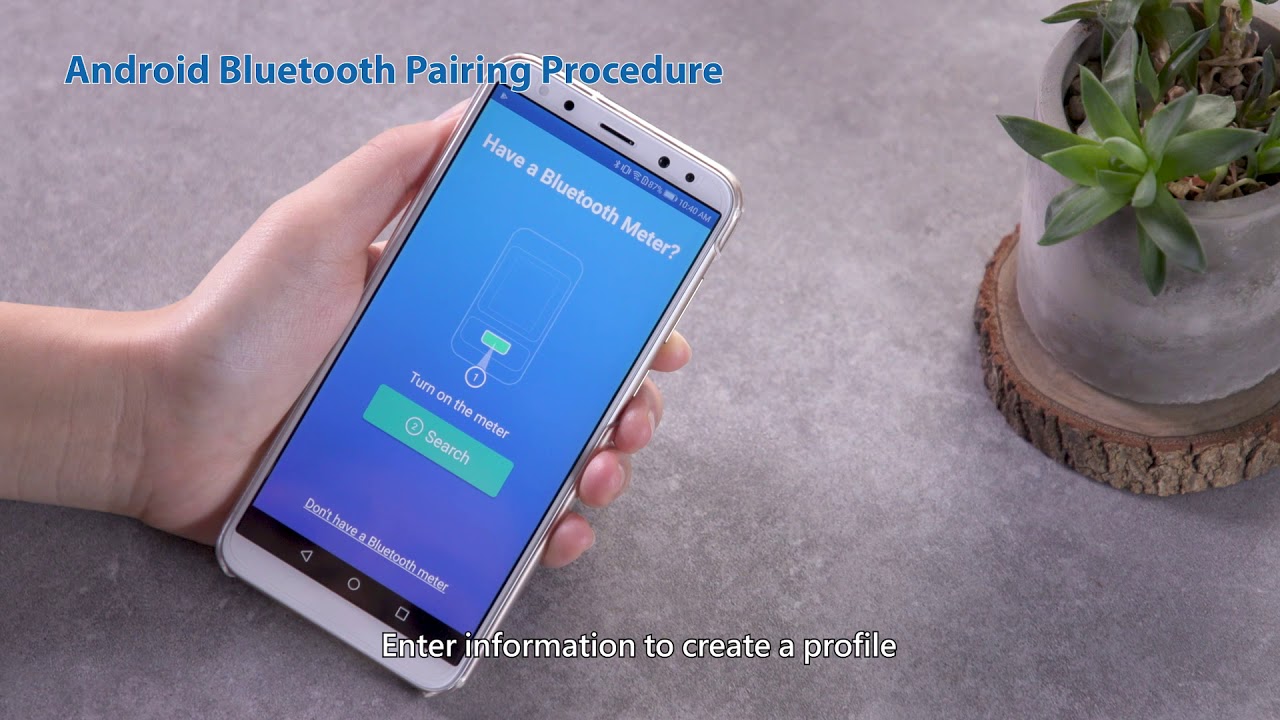 Android Bluetooth Pairing Procedure
87% 10:40 AM
Have a Bluetooth Meter?
1
Turn on the meter
2 Search
Don't have a Bluetooth meter
Enter information to create a profile